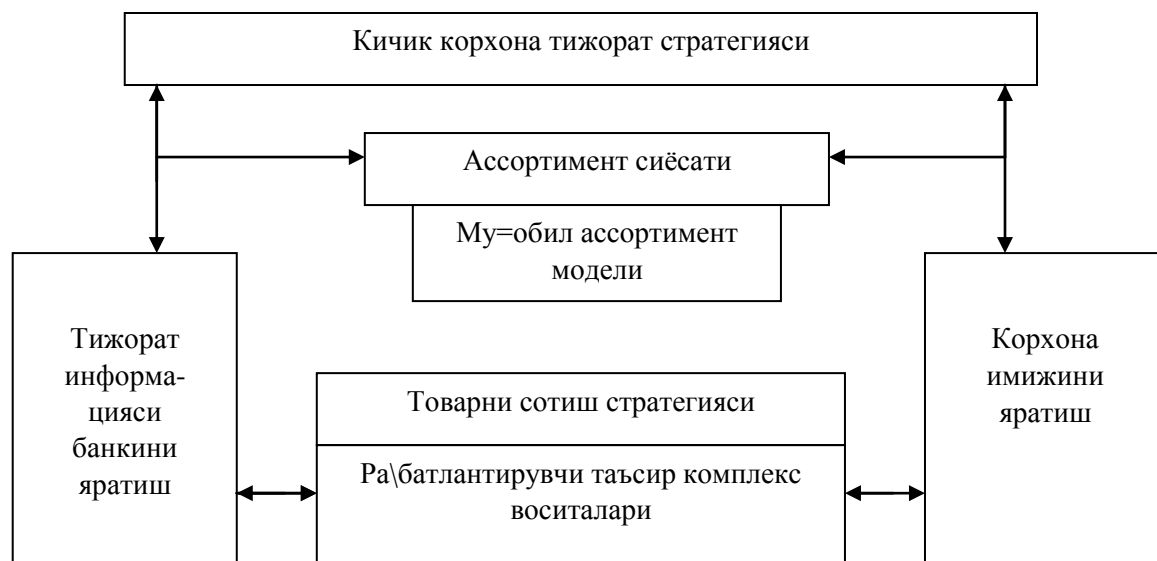 Кичик корхона тижорат стратегияси
Ассортимент сиёсати
Му=обил ассортимент
модели
Тижорат
информа-
цияси
банкини
яратиш
Товарни сотиш стратегияси
Ра\батлантирувчи таъсир комплекс
воситалари
Корхона
имижини
яратиш